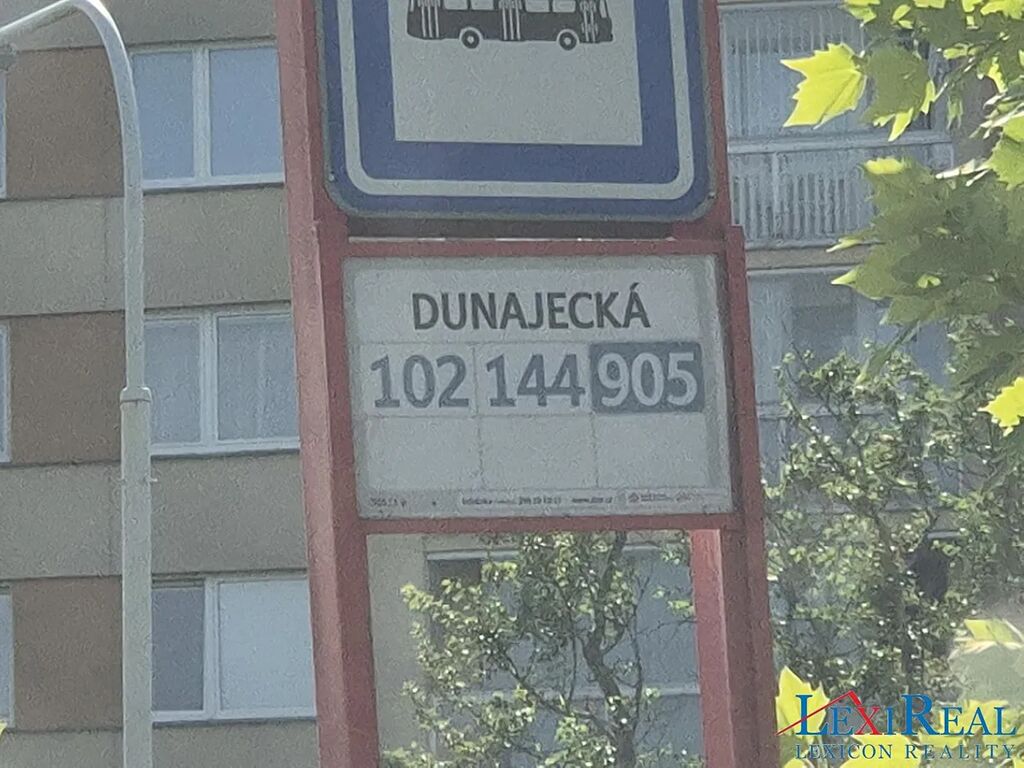 DUNAJECKÁ
102 144 905
LEXIREAL
LEXICON REALITY